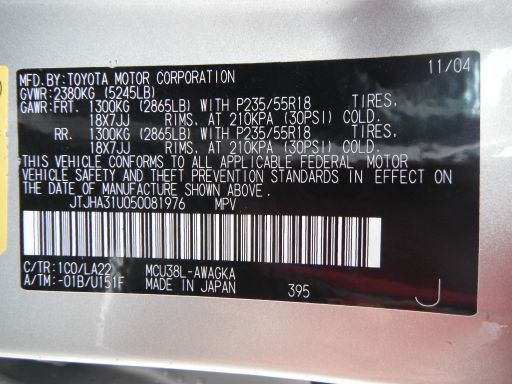 MFD.BY:TOYOTA MOTOR CORPORATION 11/04
GVWR:2380KG (5245LB)
GAWR:FRT. 1300KG (2865LB) WITH P235/55R18 TIRES,
18X7JJ RIMS, AT 210KPA (30PSI) COLD.
RR. 1300KG (2865LB) WITH P235/55R18 TIRES,
18X7JJ RIMS, AT 210KPA (30PSI) COLD.
THIS VEHICLE CONFORMS TO ALL APPLICABLE FEDERAL MOTOR
VEHICLE SAFETY AND THEFT PREVENTION STANDARDS IN EFFECT
ON THE DATE OF MANUFACTURE SHOWN ABOVE.
JTJHA31U050081976 MPV
C/TR:1C0/LA22 MCU38L-AWAGKA
A/TM:-01B/U151F 395 J